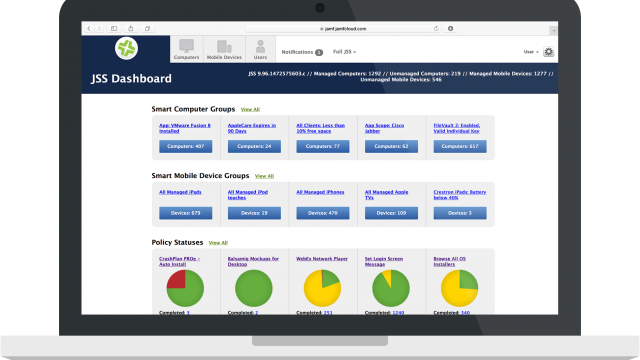 jamf.jamfcloud.com
Computers
Mobile Devices
Users
Notifications
Full JSS
User
JSS Dashboard
JSS 9.96.1472575603.c // Managed Computers: 1292 // Unmanaged Computers: 219 // Managed Mobile Devices: 1277 //
Unmanaged Mobile Devices: 546
Smart Computer Groups View All
App: VMware Fusion 8
Installed
AppleCare Expires in
90 Days
All Clients: Less than
10% free space
App Scope: Cisco
Jabber
FileVault 2: Enabled,
Valid Individual Key
Computers: 407
Computers: 24
Computers: 77
Computers: 62
Computers: 617
Smart Mobile Device Groups View All
All Managed iPads
All Managed iPod
touches
All Managed iPhones
All Managed Apple
TVs
Crestron iPads: Battery
below 40%
Devices: 679
Devices: 19
Devices: 470
Devices: 109
Devices: 3
Policy Statuses View All
CrashPlan PROe -
Auto Install
Balsamiq Mockups for
Desktop
WebEx Network Player
Set Login Screen
Message
Browse All OS
Installers
Completed: 3
Completed: 2
Completed: 251
Completed: 1240
Completed: 340